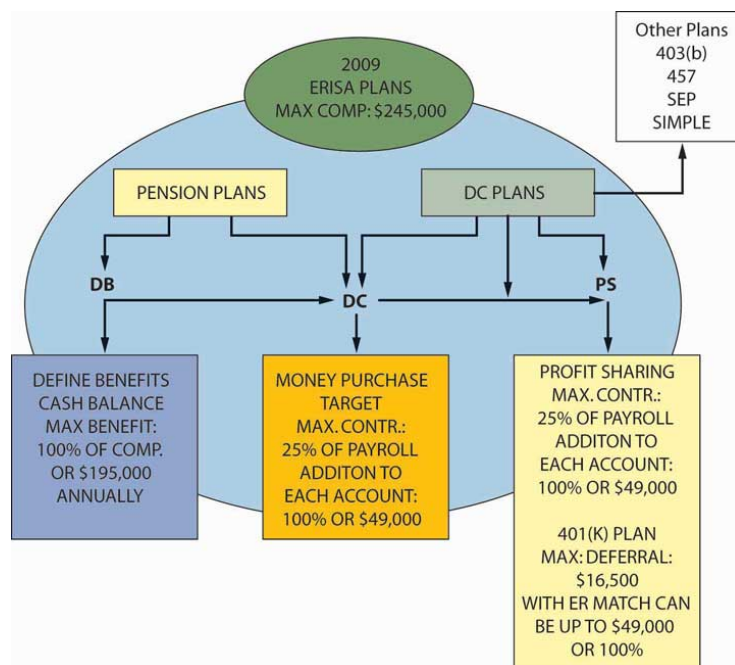 2009
ERISA PLANS
MAX COMP: $245,000
Other Plans
403(b)
457
SEP
SIMPLE
PENSION PLANS
DC PLANS
DB
DC
PS
DEFINE BENEFITS
CASH BALANCE
MAX BENEFIT:
100% OF COMP.
OR $195,000
ANNUALLY
MONEY PURCHASE
TARGET
MAX. CONTR.:
25% OF PAYROLL
ADDITON TO
EACH ACCOUNT:
100% OR $49,000
PROFIT SHARING
MAX. CONTR.:
25% OF PAYROLL
ADDITON TO
EACH ACCOUNT:
100% OR $49,000
401(K) PLAN
MAX: DEFERRAL:
$16,500
WITH ER MATCH CAN
BE UP TO $49,000
OR 100%